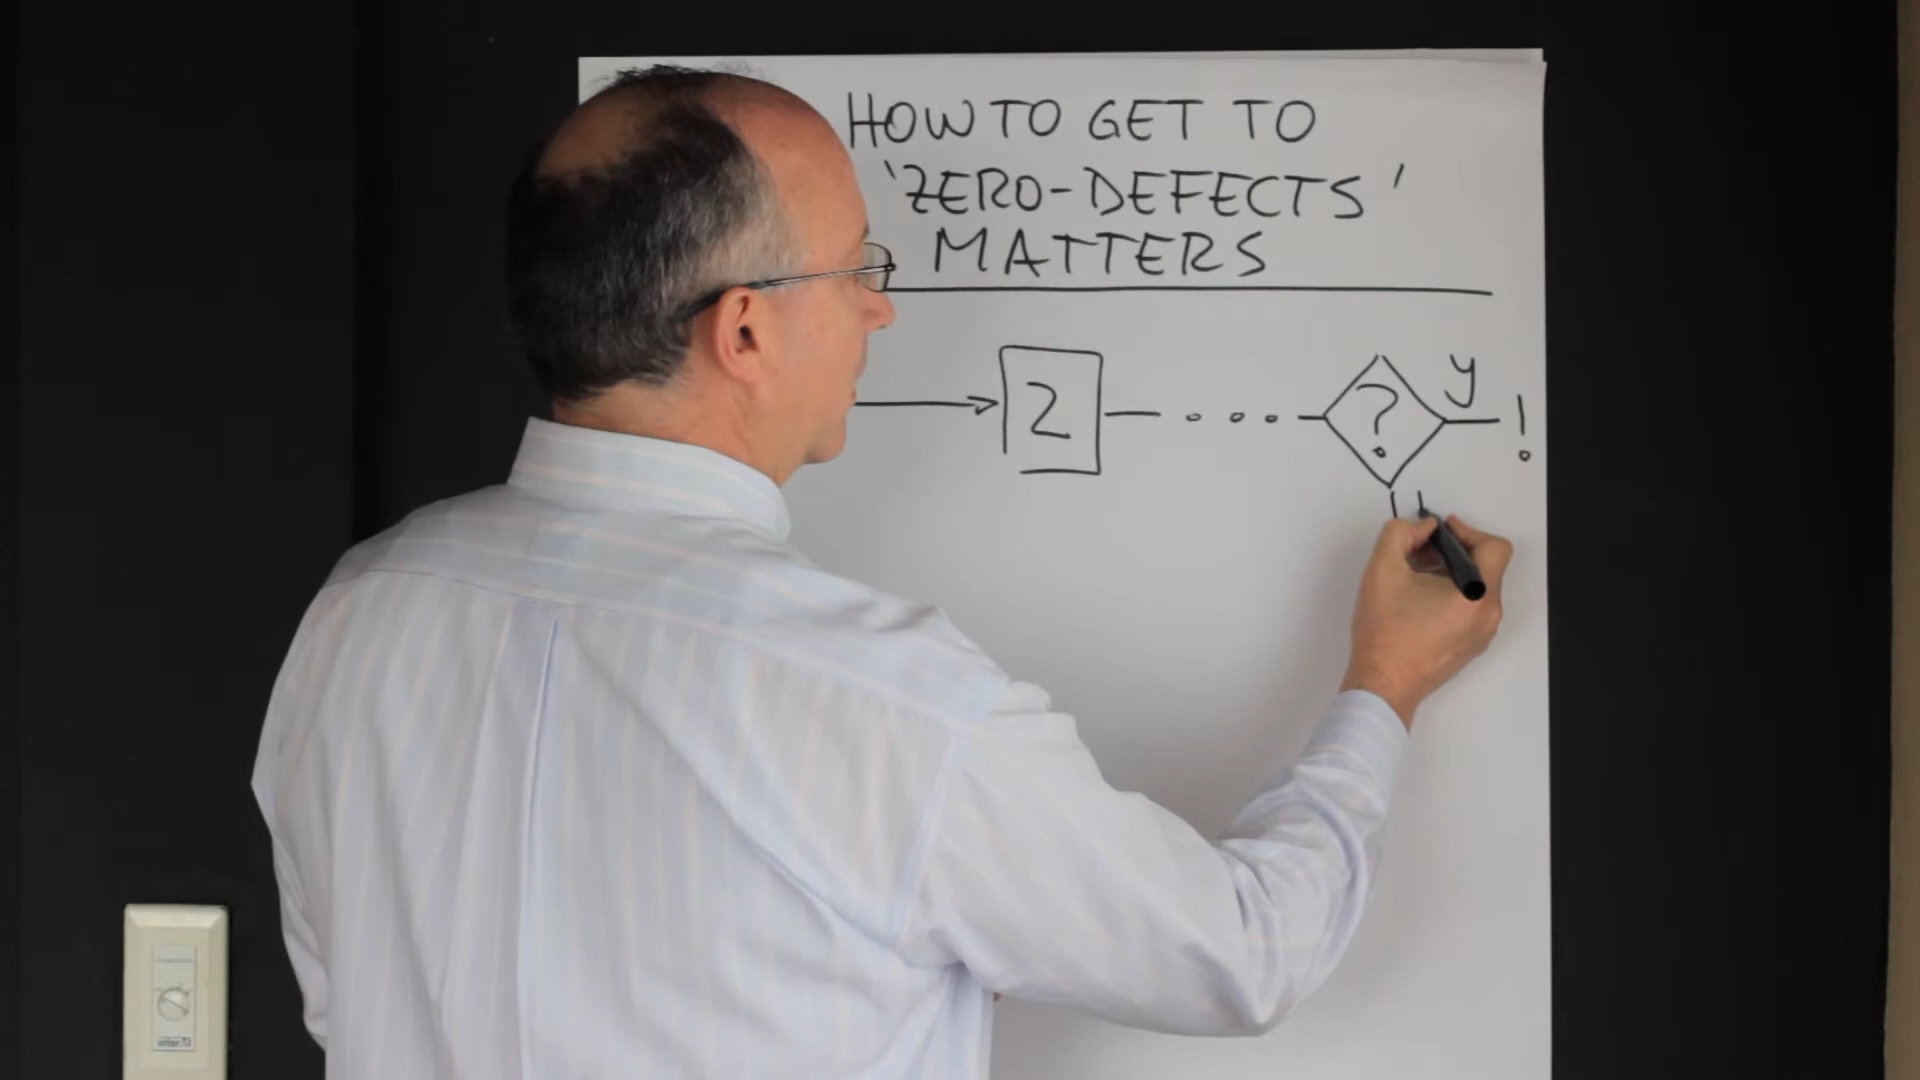 HOW TO GET TO
'ZERO-DEFECTS'
MATTERS
2 ? y !